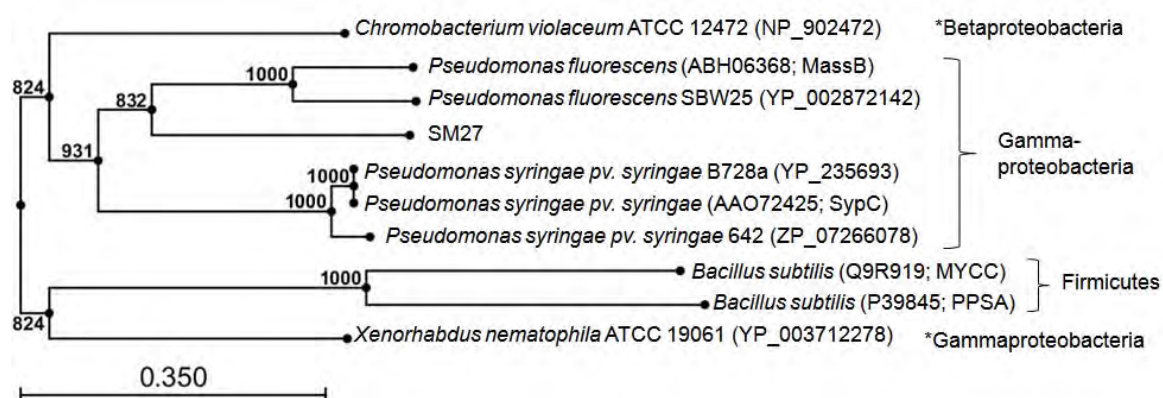 Chromobacterium violaceum ATCC 12472 (NP_902472) *Betaproteobacteria
1000 Pseudomonas fluorescens (ABH06368; MassB)
824 832 Pseudomonas fluorescens SBW25 (YP_002872142)
SM27
931 Gamma-
proteobacteria
1000 Pseudomonas syringae pv. syringae B728a (YP_235693)
1000 Pseudomonas syringae pv. syringae (AAO72425; SypC)
Pseudomonas syringae pv. syringae 642 (ZP_07266078)
1000 Bacillus subtilis (Q9R919; MYCC)
Firmicutes
Bacillus subtilis (P39845; PPSA)
824 Xenorhabdus nematophila ATCC 19061 (YP_003712278) *Gammaproteobacteria
0.350